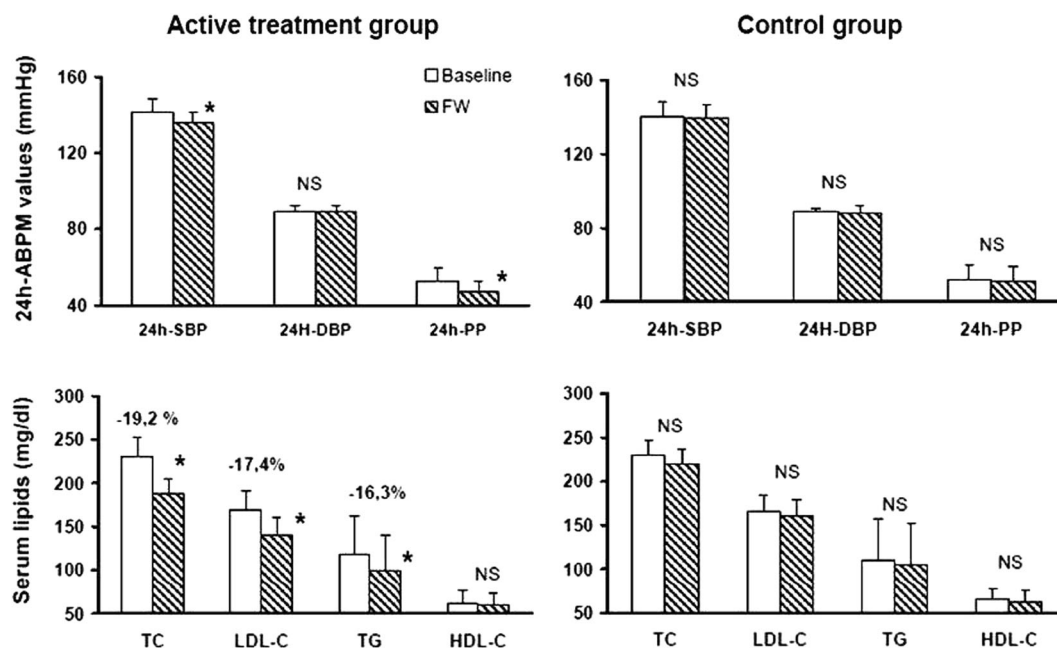 Active treatment group
Control group
24h-ABPM values (mmHg)
160
120
80
40
Baseline
FW
*
NS
*
24h-SBP
24H-DBP
24h-PP
160
120
80
40
NS
NS
NS
24h-SBP
24H-DBP
24h-PP
Serum lipids (mg/dl)
300
250
200
150
100
50
-19,2 %
*
-17,4%
*
-16,3%
*
NS
TC
LDL-C
TG
HDL-C
300
250
200
150
100
50
NS
NS
NS
NS
TC
LDL-C
TG
HDL-C